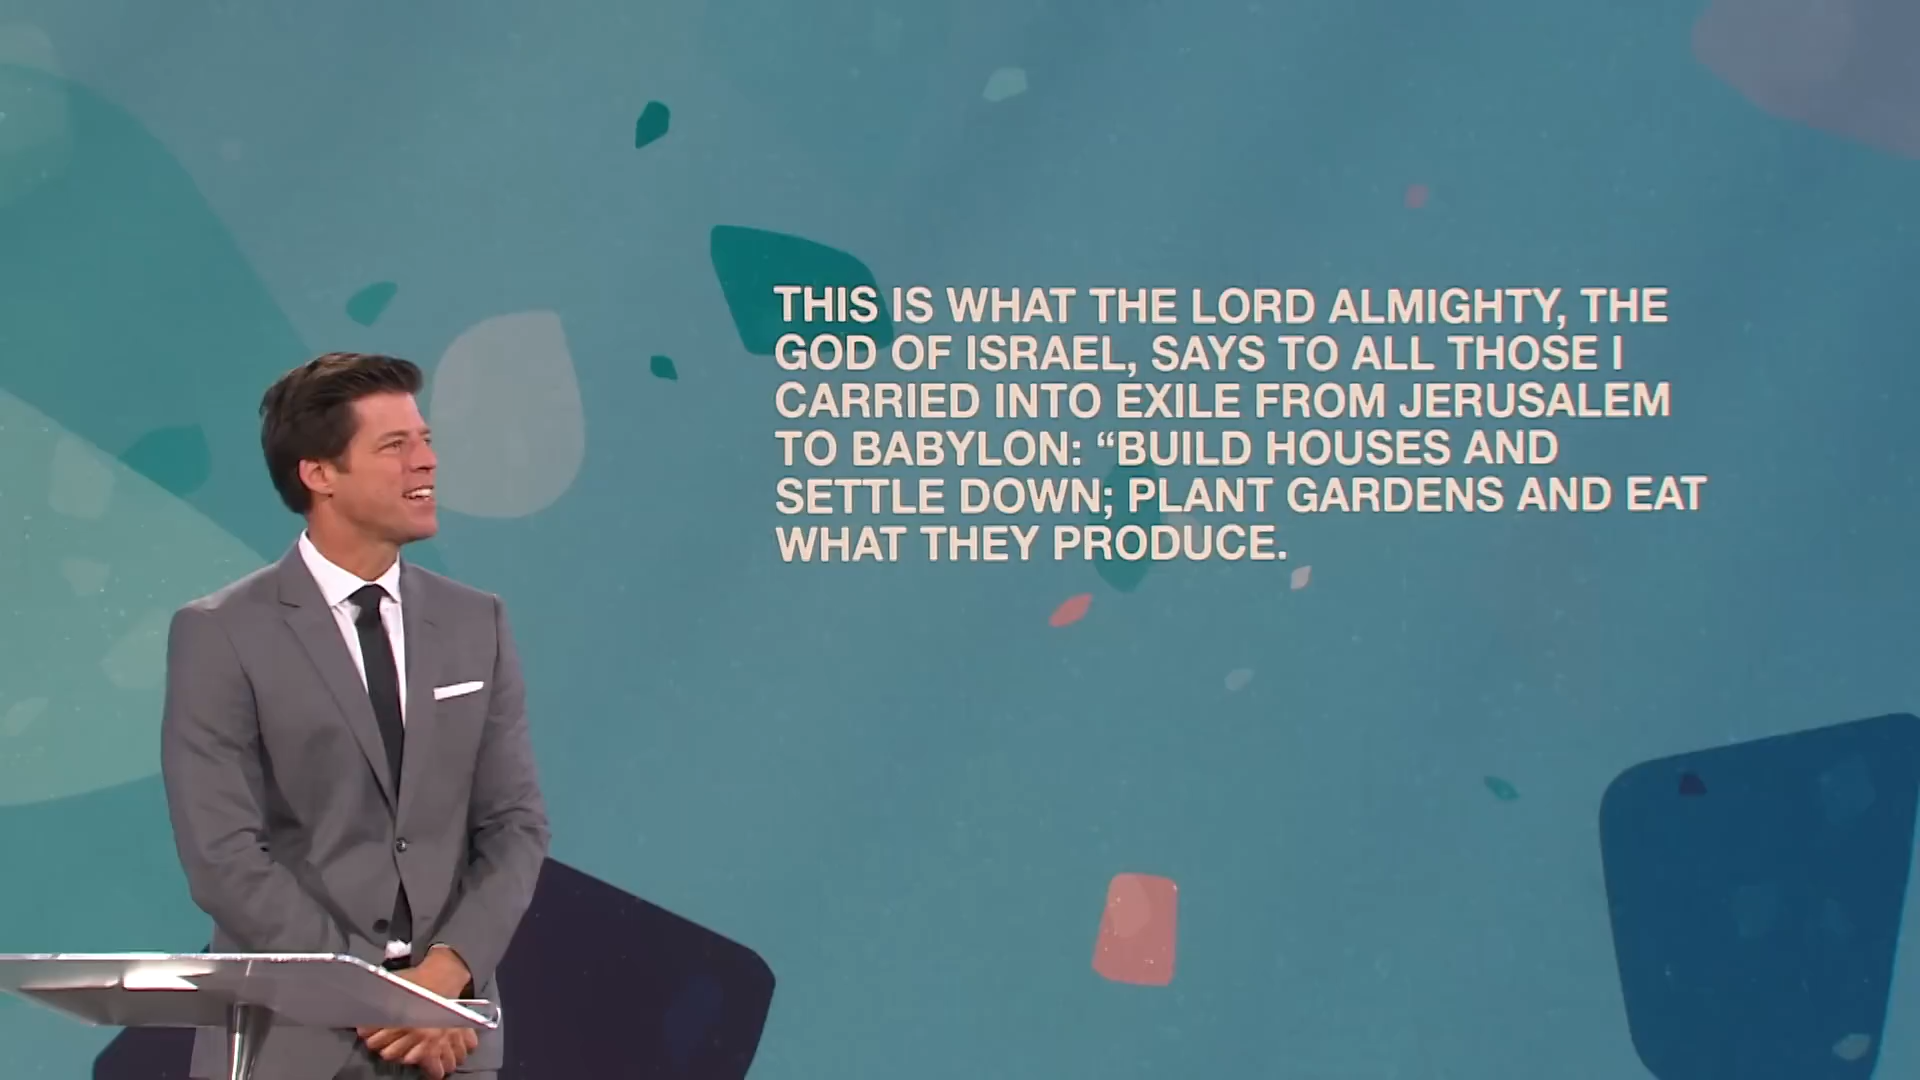 THIS IS WHAT THE LORD ALMIGHTY, THE
GOD OF ISRAEL, SAYS TO ALL THOSE I
CARRIED INTO EXILE FROM JERUSALEM
TO BABYLON: “BUILD HOUSES AND
SETTLE DOWN; PLANT GARDENS AND EAT
WHAT THEY PRODUCE.